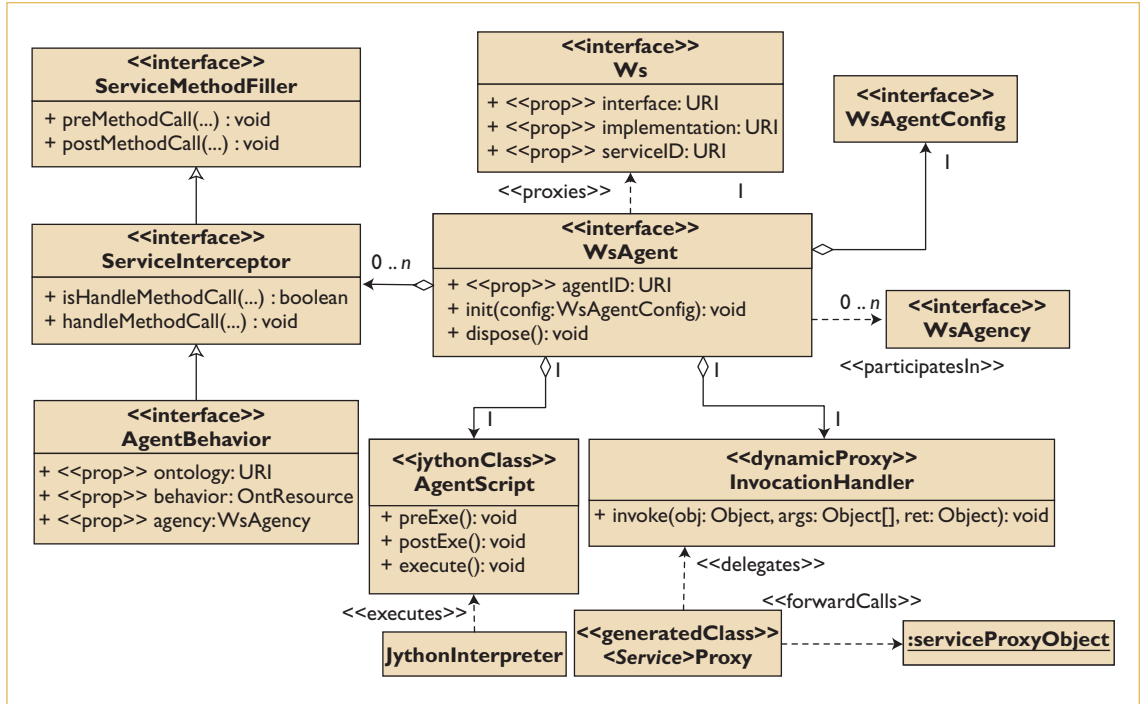 <<interface>>
ServiceMethodFiller
+ preMethodCall(...) : void
+ postMethodCall(...) : void
<<interface>>
Ws
+ <<prop>> interface: URI
+ <<prop>> implementation: URI
+ <<prop>> serviceID: URI
<<interface>>
WsAgentConfig
<<proxies>>
1
1
<<interface>>
ServiceInterceptor
+ isHandleMethodCall(...) : boolean
+ handleMethodCall(...) : void
0 .. n
<<interface>>
WsAgent
+ <<prop>> agentID: URI
+ init(config:WsAgentConfig): void
+ dispose(): void
0 .. n
<<interface>>
WsAgency
<<participatesIn>>
1
1
<<interface>>
AgentBehavior
+ <<prop>> ontology: URI
+ <<prop>> behavior: OntResource
+ <<prop>> agency:WsAgency
1
1
<<jythonClass>>
AgentScript
+ preExe(): void
+ postExe(): void
+ execute(): void
<<dynamicProxy>>
InvocationHandler
+ invoke(obj: Object, args: Object[], ret: Object): void
<<delegates>>
<<executes>>
<<forwardCalls>>
JythonInterpreter
<<generatedClass>>
<Service>Proxy
:serviceProxyObject